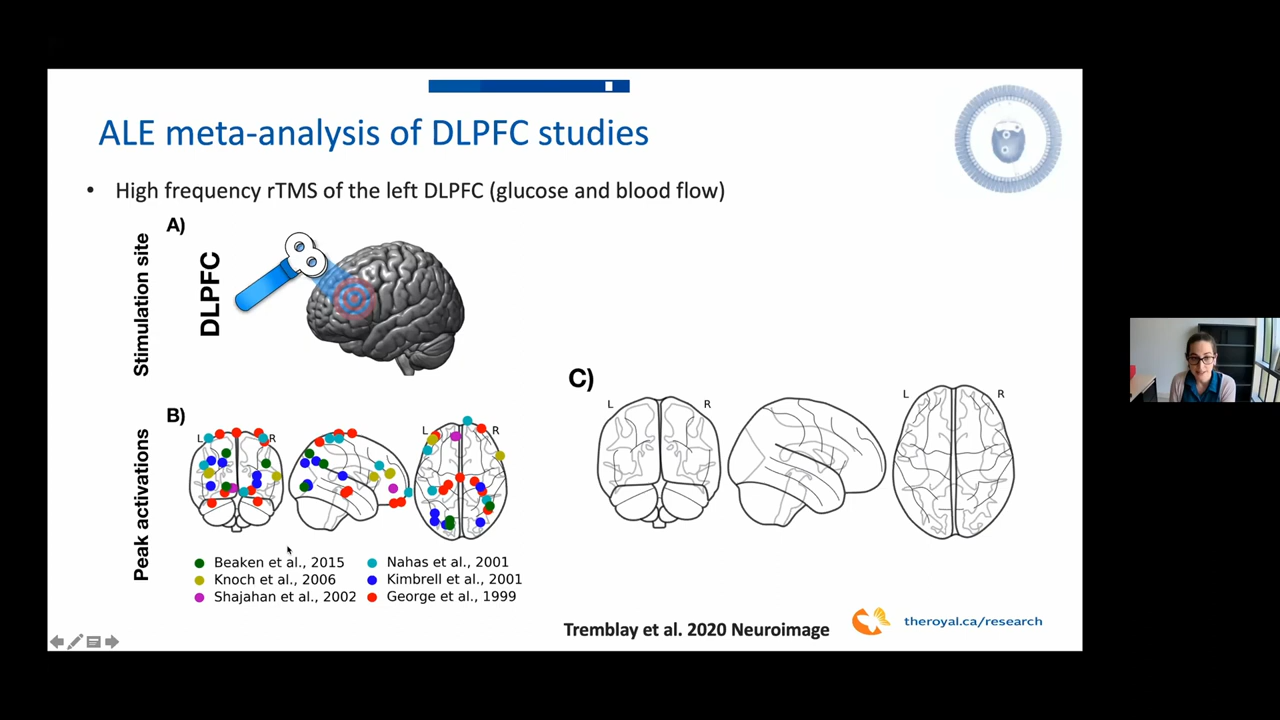 ALE meta-analysis of DLPFC studies
• High frequency rTMS of the left DLPFC (glucose and blood flow)
Stimulation site
A)
DLPFC
Peak activations
B)
L
R
L
R
C)
L
R
L
R
Beaken et al., 2015
Knoch et al., 2006
Shajahan et al., 2002
Nahas et al., 2001
Kimbrell et al., 2001
George et al., 1999
Tremblay et al. 2020 Neuroimage
theroyal.ca/research